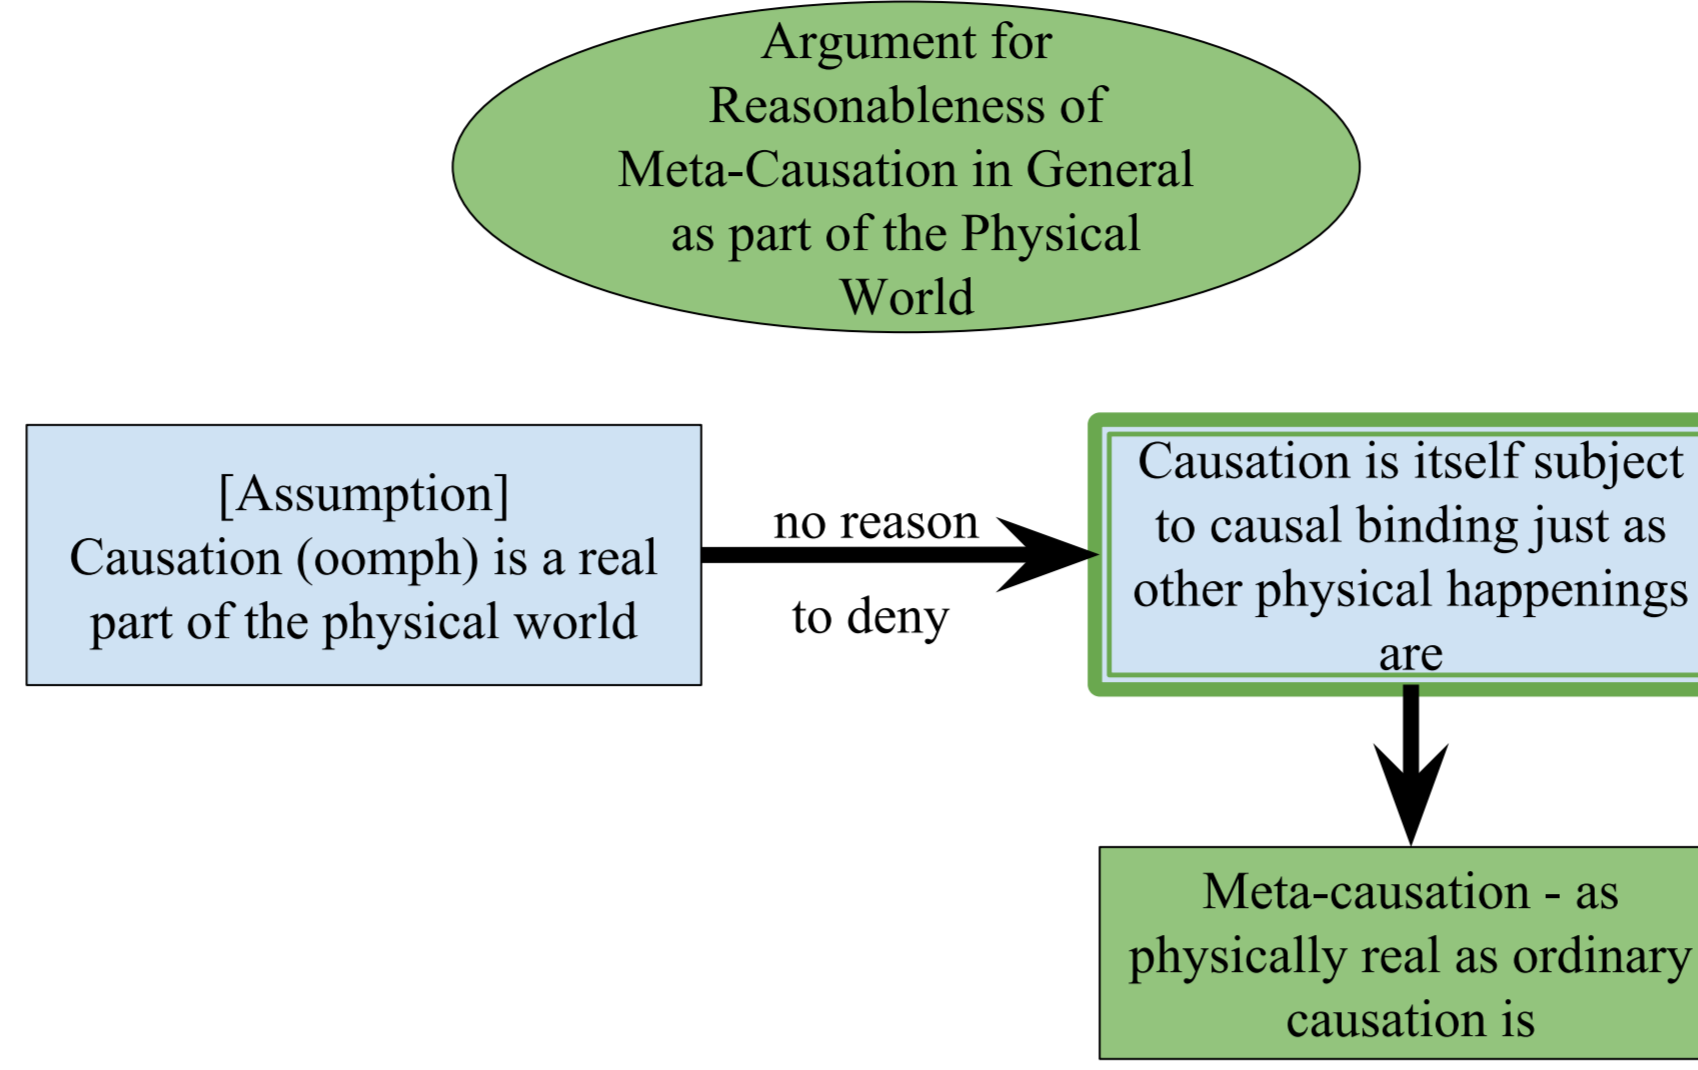 Argument for
Reasonableness of
Meta-Causation in General
as part of the Physical
World
[Assumption]
Causation (oomph) is a real
part of the physical world
no reason
to deny
Causation is itself subject
to causal binding just as
other physical happenings
are
Meta-causation - as
physically real as ordinary
causation is